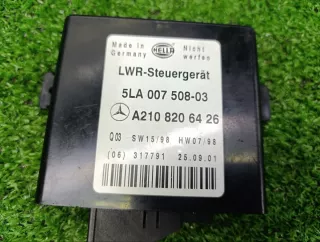 Made in Germany
HELLA
Nicht werfen
LWR-Steuergerät
5LA 007 508-03
A210 820 64 26
Q03 SW15/98 HW07/98
(06) 317791 25.09.01